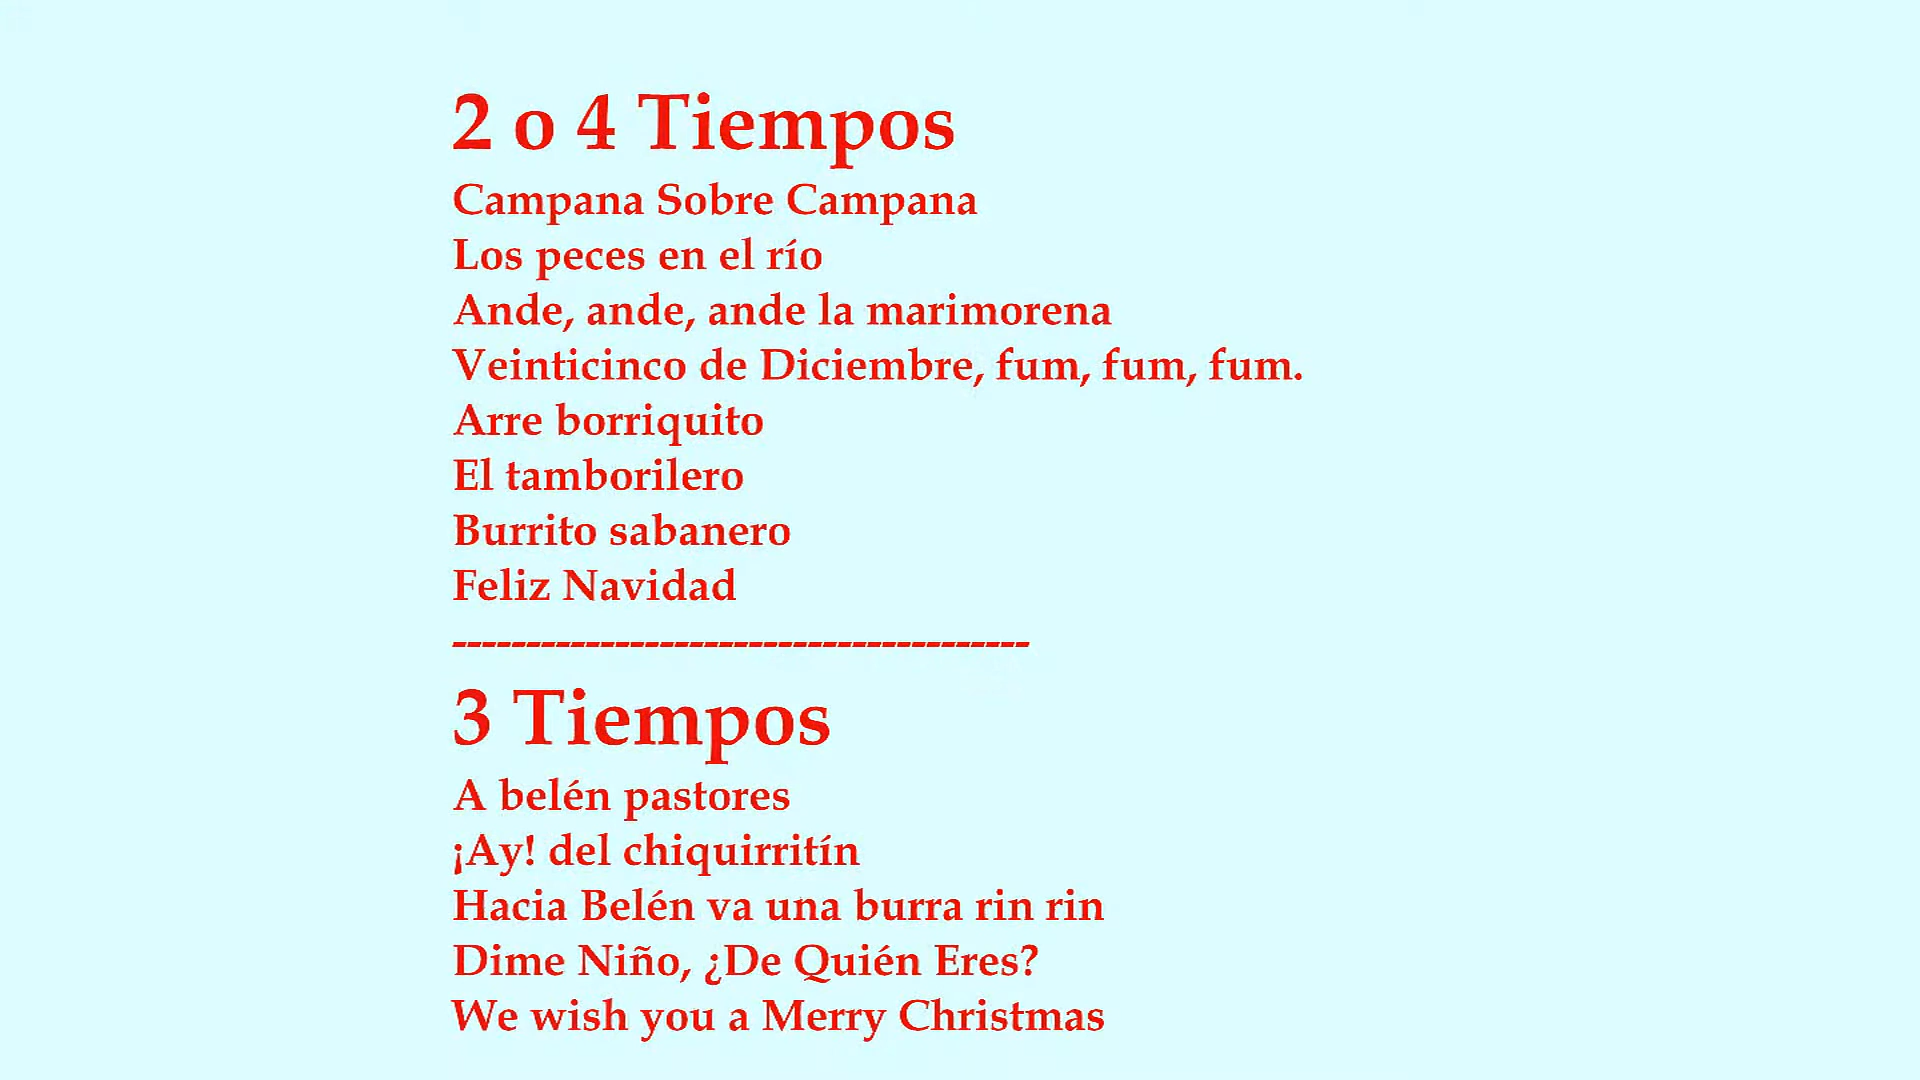 2 o 4 Tiempos
Campana Sobre Campana
Los peces en el río
Ande, ande, ande la marimorena
Veinticinco de Diciembre, fum, fum, fum.
Arre borriquito
El tamborilero
Burrito sabanero
Feliz Navidad
---------------------------------------
3 Tiempos
A belén pastores
¡Ay! del chiquirritín
Hacia Belén va una burra rin rin
Dime Niño, ¿De Quién Eres?
We wish you a Merry Christmas